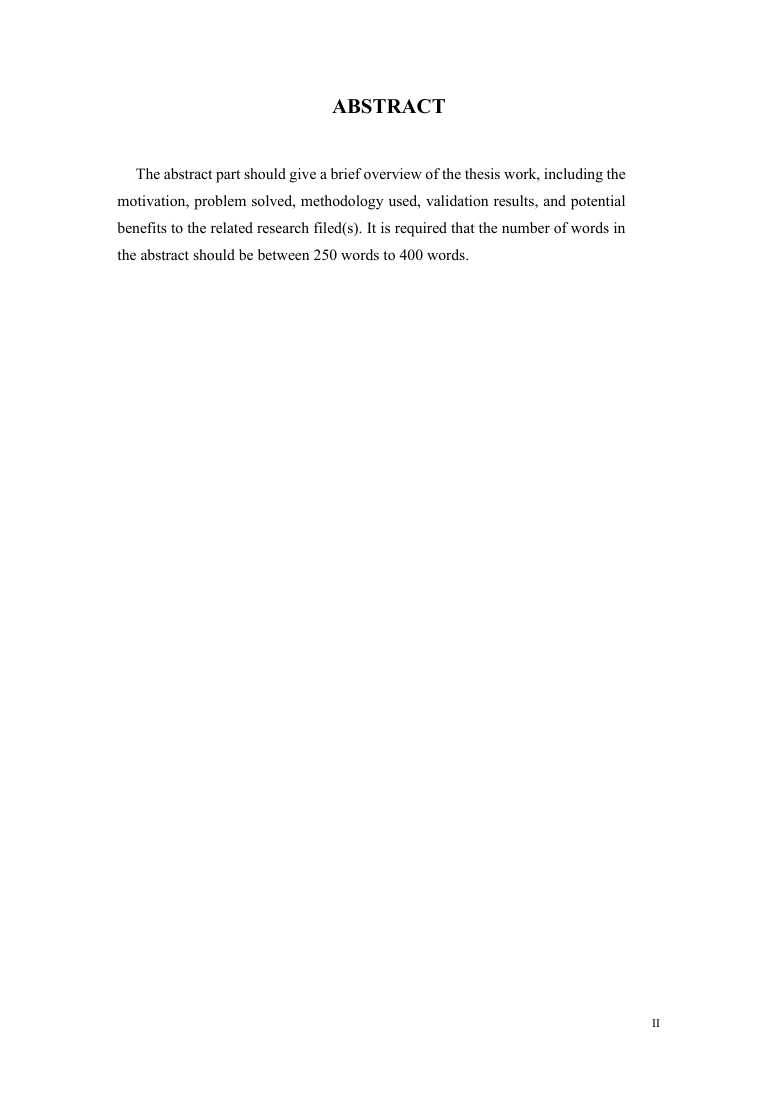 ABSTRACT
The abstract part should give a brief overview of the thesis work, including the
motivation, problem solved, methodology used, validation results, and potential
benefits to the related research filed(s). It is required that the number of words in
the abstract should be between 250 words to 400 words.
II